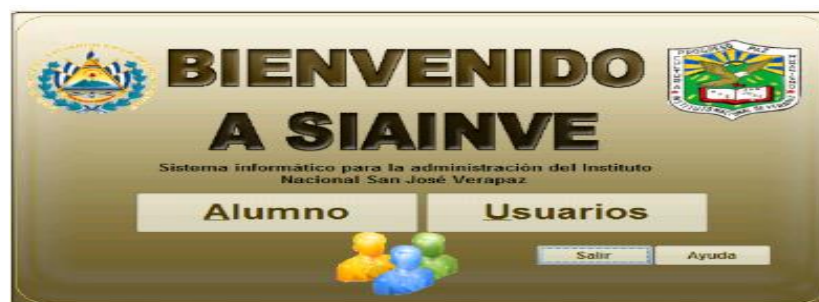 BIENVENIDO
A SIAINVE
Sistema informático para la administración del Instituto
Nacional San José Verapaz
Alumno Usuarios
Salir Ayuda